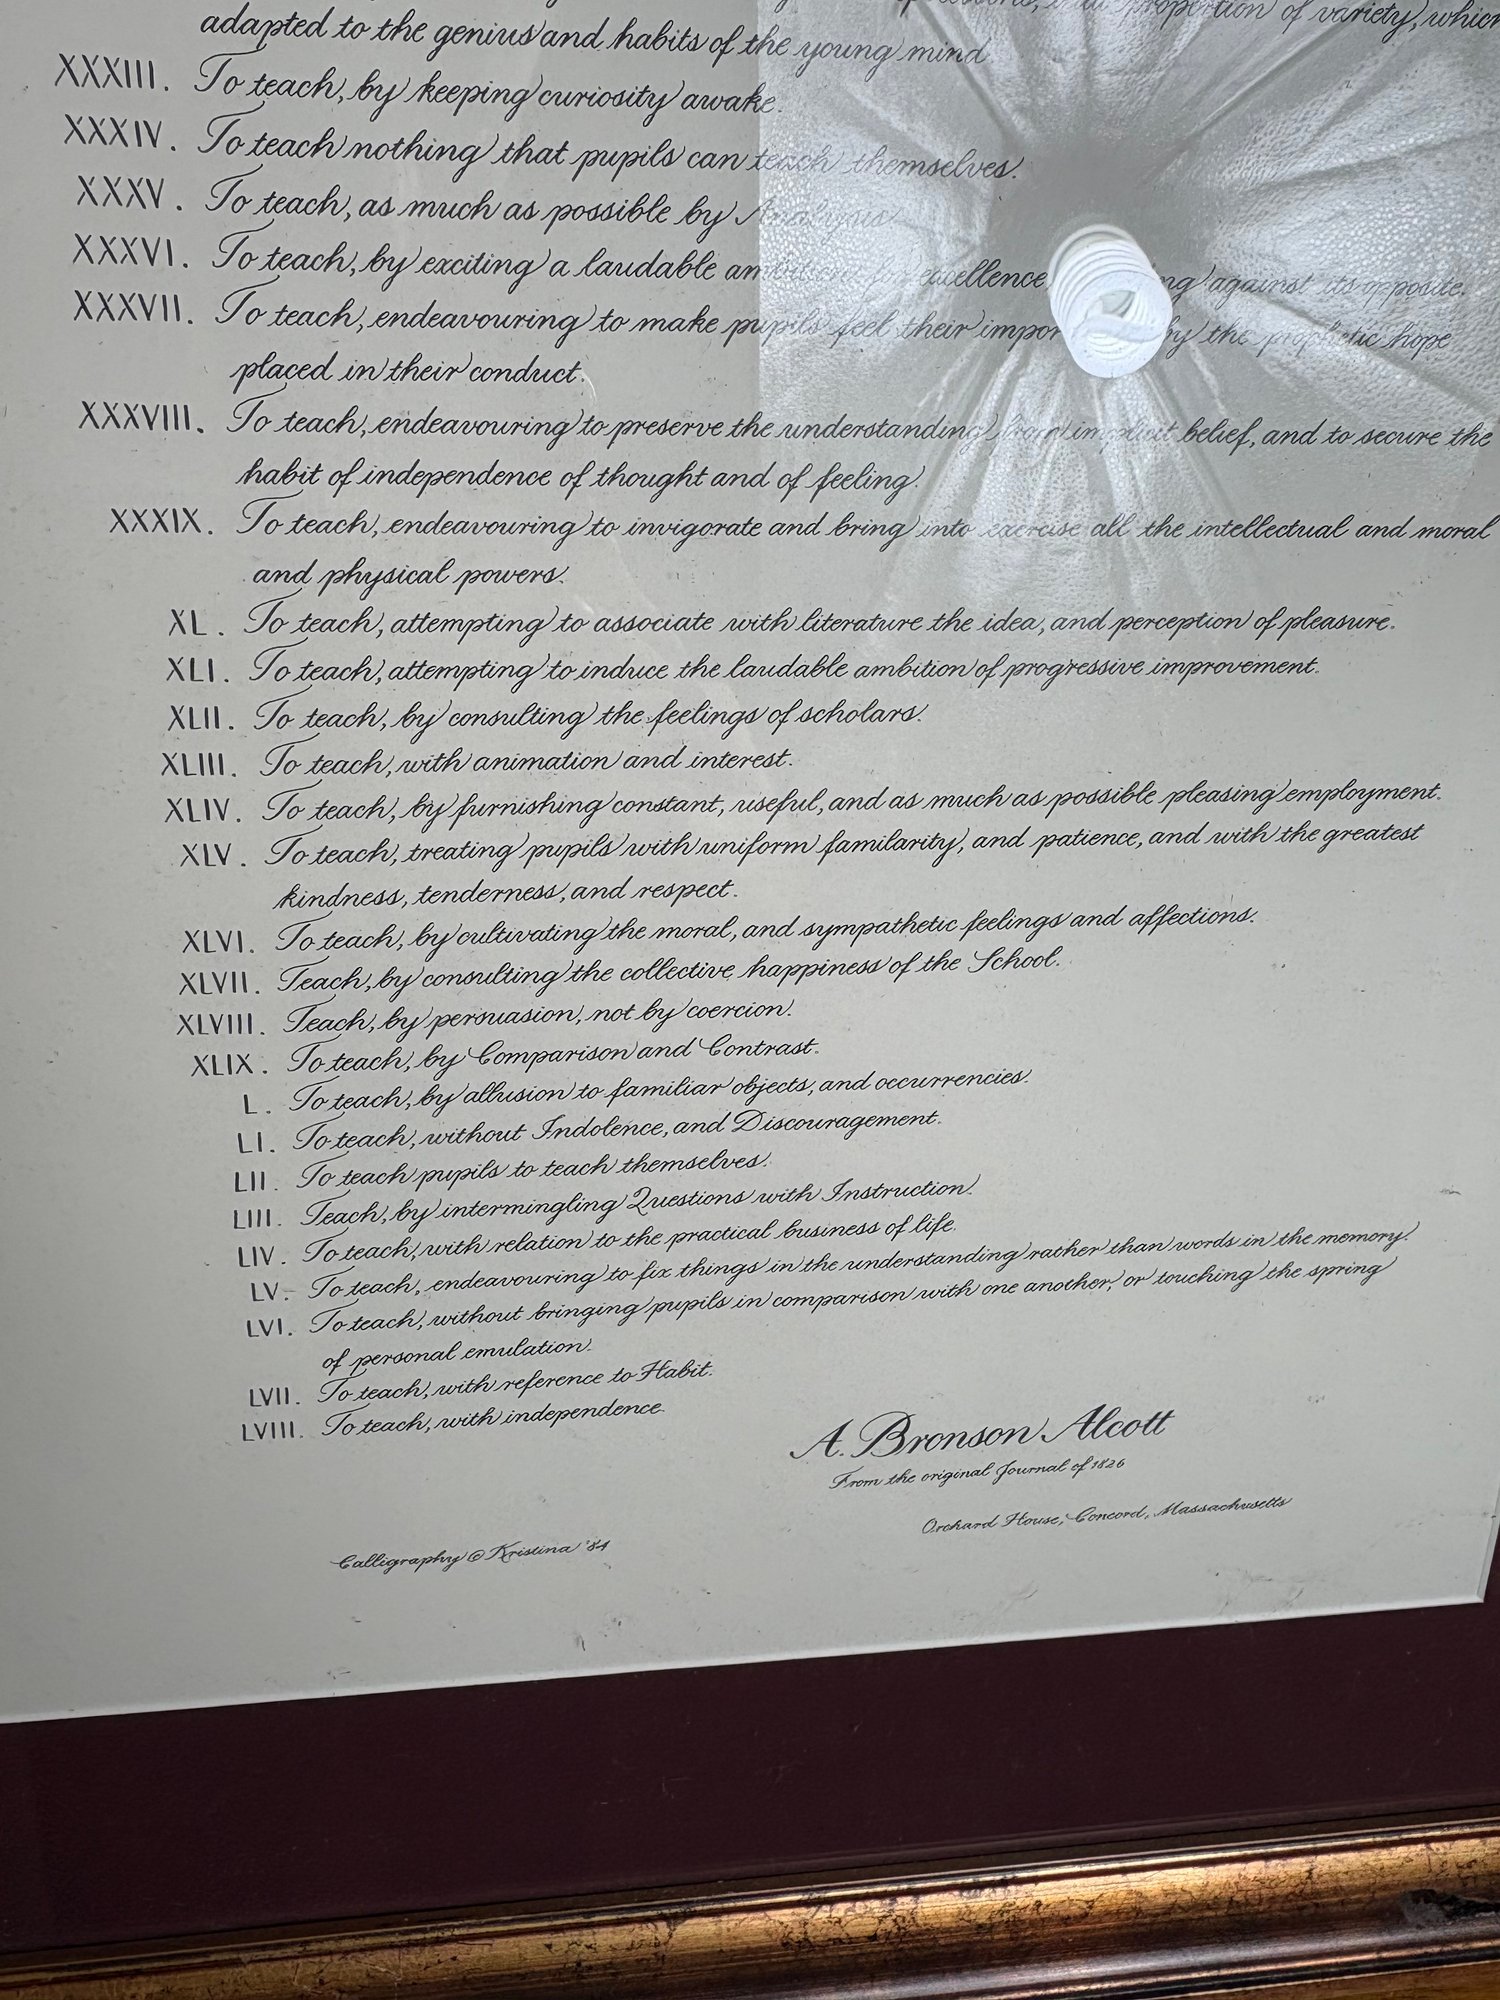 proportion of variety, which
adapted to the genius and habits of the young mind
XXXIII. To teach, by keeping curiosity awake.
XXXIV. To teach nothing that pupils can teach themselves.
XXXV. To teach, as much as possible by Analysis
XXXVI. To teach, by exciting a laudable excellence against its opposite.
XXXVII. To teach, endeavouring to make pupils feel their by the prophetic hope
placed in their conduct.
XXXVIII. To teach, endeavouring to preserve the understanding from implicit belief, and to secure the
habit of independence of thought and of feeling.
XXXIX. To teach, endeavouring to invigorate and bring into exercise all the intellectual and moral
and physical powers.
XL. To teach, attempting to associate with literature the idea, and perception of pleasure.
XLI. To teach, attempting to induce the laudable ambition of progressive improvement.
XLII. To teach, by consulting the feelings of scholars.
XLIII. To teach, with animation and interest.
XLIV. To teach, by furnishing constant, useful, and as much as possible pleasing employment.
XLV. To teach, treating pupils with uniform familarity, and patience, and with the greatest
kindness, tenderness, and respect.
XLVI. To teach, by cultivating the moral, and sympathetic feelings and affections.
XLVII. Teach, by consulting the collective happiness of the School.
XLVIII. Teach, by persuasion, not by coercion.
XLIX. To teach, by Comparison and Contrast.
L. To teach, by allusion to familiar objects, and occurrencies.
LI. To teach, without Indolence, and Discouragement.
LII. To teach pupils to teach themselves.
LIII. Teach, by intermingling Questions with Instruction.
LIV. To teach, with relation to the practical business of life.
LV. To teach, endeavouring to fix things in the understanding rather than words in the memory.
LVI. To teach, without bringing pupils in comparison with one another, or touching the spring
of personal emulation.
LVII. To teach, with reference to Habit.
LVIII. To teach, with independence.
A. Bronson Alcott
From the original Journal of 1826
Orchard House, Concord, Massachusetts
Calligraphy © Kristina '84